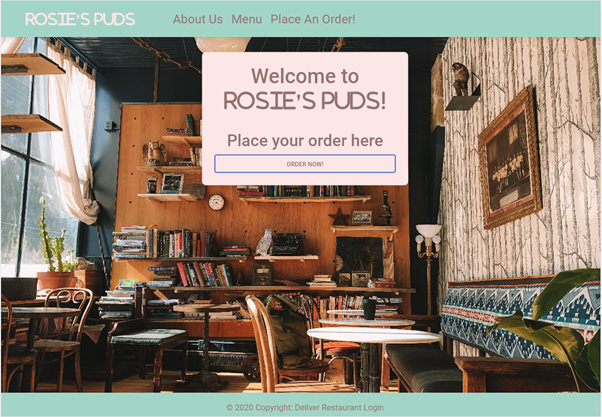 ROSIE'S PUDS About Us Menu Place An Order!
Welcome to
ROSIE'S PUDS!
Place your order here
ORDER NOW!
© 2020 Copyright: Deliver Restaurant Login